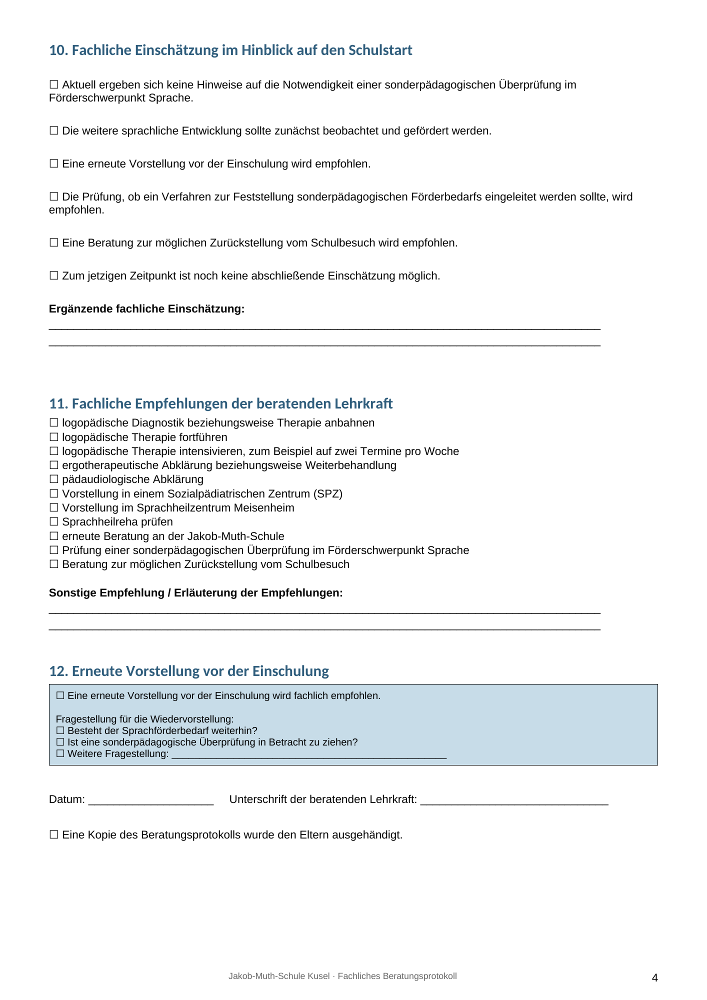 10. Fachliche Einschätzung im Hinblick auf den Schulstart
☐ Aktuell ergeben sich keine Hinweise auf die Notwendigkeit einer sonderpädagogischen Überprüfung im
Förderschwerpunkt Sprache.
☐ Die weitere sprachliche Entwicklung sollte zunächst beobachtet und gefördert werden.
☐ Eine erneute Vorstellung vor der Einschulung wird empfohlen.
☐ Die Prüfung, ob ein Verfahren zur Feststellung sonderpädagogischen Förderbedarfs eingeleitet werden sollte, wird
empfohlen.
☐ Eine Beratung zur möglichen Zurückstellung vom Schulbesuch wird empfohlen.
☐ Zum jetzigen Zeitpunkt ist noch keine abschließende Einschätzung möglich.
Ergänzende fachliche Einschätzung:
________________________________________________________________________________________
________________________________________________________________________________________
11. Fachliche Empfehlungen der beratenden Lehrkraft
☐ logopädische Diagnostik beziehungsweise Therapie anbahnen
☐ logopädische Therapie fortführen
☐ logopädische Therapie intensivieren, zum Beispiel auf zwei Termine pro Woche
☐ ergotherapeutische Abklärung beziehungsweise Weiterbehandlung
☐ pädaudiologische Abklärung
☐ Vorstellung in einem Sozialpädiatrischen Zentrum (SPZ)
☐ Vorstellung im Sprachheilzentrum Meisenheim
☐ Sprachheilreha prüfen
☐ erneute Beratung an der Jakob-Muth-Schule
☐ Prüfung einer sonderpädagogischen Überprüfung im Förderschwerpunkt Sprache
☐ Beratung zur möglichen Zurückstellung vom Schulbesuch
Sonstige Empfehlung / Erläuterung der Empfehlungen:
________________________________________________________________________________________
________________________________________________________________________________________
12. Erneute Vorstellung vor der Einschulung
☐ Eine erneute Vorstellung vor der Einschulung wird fachlich empfohlen.
Fragestellung für die Wiedervorstellung:
☐ Besteht der Sprachförderbedarf weiterhin?
☐ Ist eine sonderpädagogische Überprüfung in Betracht zu ziehen?
☐ Weitere Fragestellung: __________________________________________________
Datum: ____________________ Unterschrift der beratenden Lehrkraft: ______________________________
☐ Eine Kopie des Beratungsprotokolls wurde den Eltern ausgehändigt.
Jakob-Muth-Schule Kusel · Fachliches Beratungsprotokoll
4